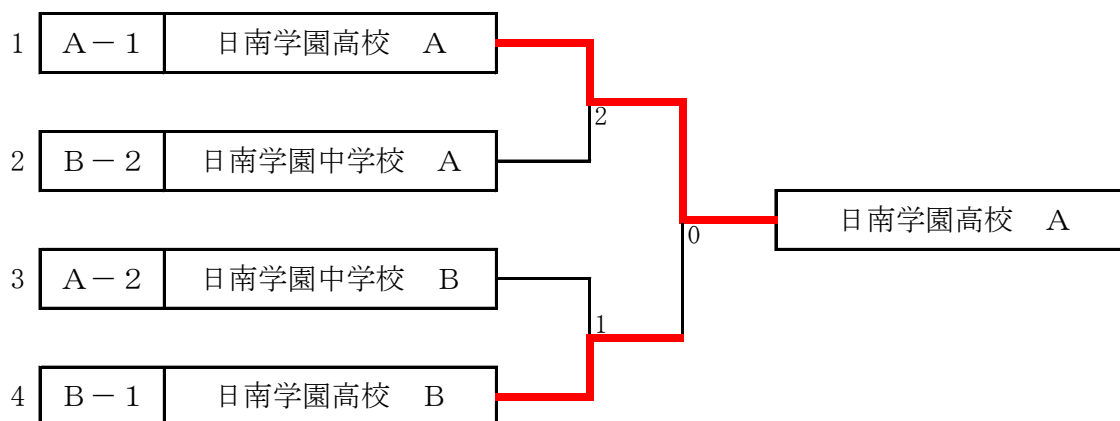 1 A－1 日南学園高校　A
2
2 B－2 日南学園中学校　A
日南学園高校　A
0
3 A－2 日南学園中学校　B
1
4 B－1 日南学園高校　B